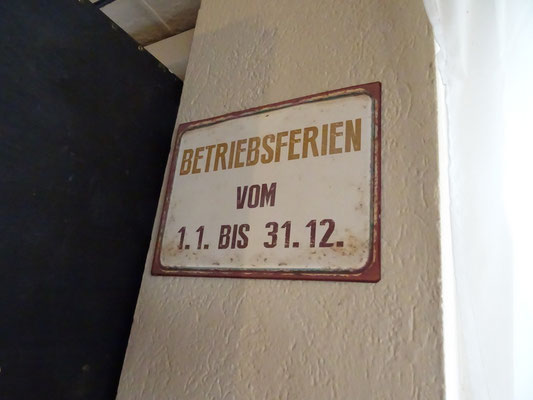 BETRIEBSFERIEN
VOM
1.1. BIS 31.12.